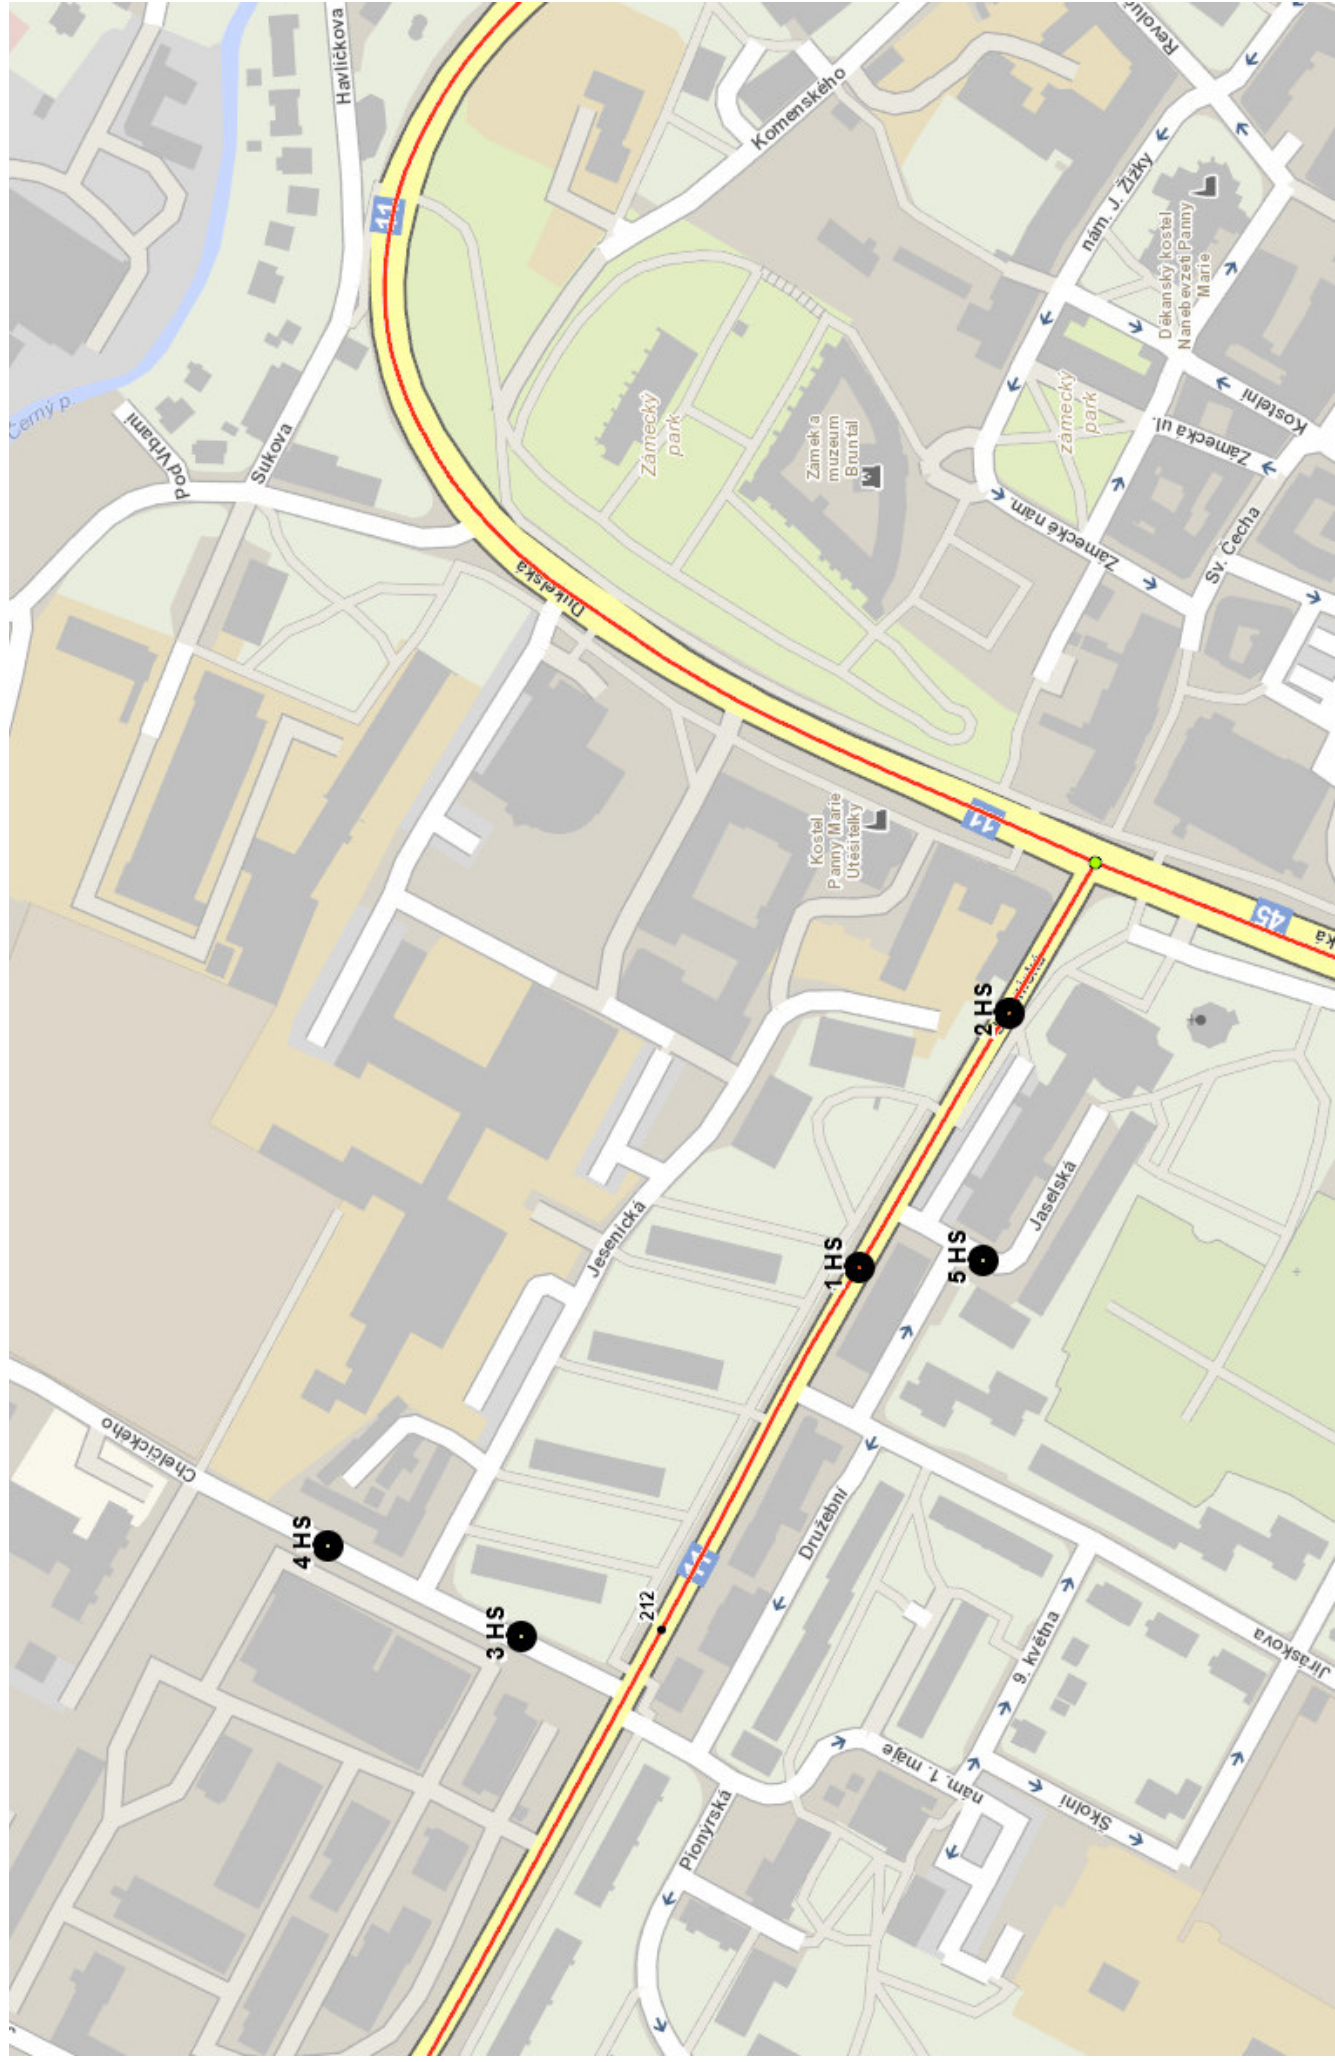 Havlíčkova
Revoluč
Komenského
11
nám. J. Žižky
Děkanský kostel
Nanebevzetí Panny
Marie
Černý p.
Pod Vrbami
Sukova
Zámecký
park
Zámek a
muzeum
Bruntál
zámecký
park
Kostelní
Zámecká ul.
Zámecké nám.
Sv. Čecha
Dukelská
Kostel
Panny Marie
Utěšitelky
11
45
ká
2 HS
Jaselská
Jesenická
1 HS
5 HS
Chelčického
4 HS
Družební
11
3 HS
212
9. května
Jiráskova
nám. 1. máje
Školní
Pionýrská